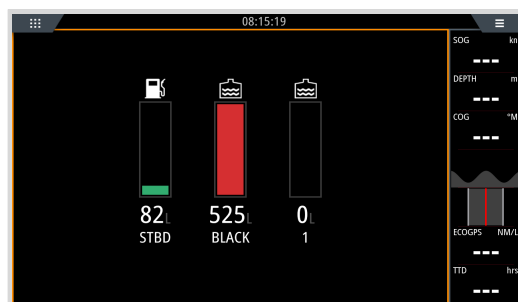 08:15:19
82L
STBD
525L
BLACK
0L
1
SOG kn
---
DEPTH m
---
COG °M
---
ECOGPS NM/L
---
TTD hrs
---